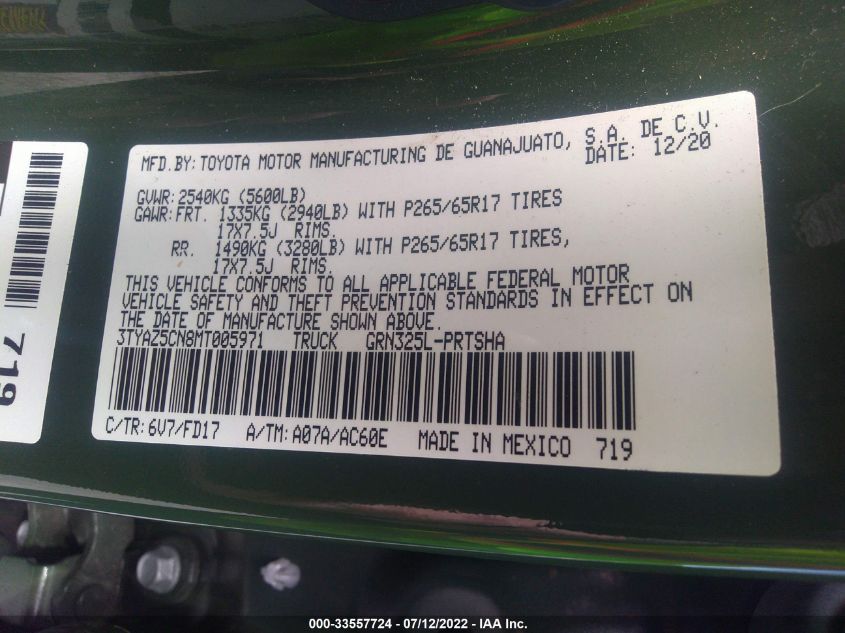 MFD.BY:TOYOTA MOTOR MANUFACTURING DE GUANAJUATO, S.A. DE C.V.
DATE: 12/20
GVWR:2540KG (5600LB)
GAWR:FRT. 1335KG (2940LB) WITH P265/65R17 TIRES
17X7.5J RIMS.
RR. 1490KG (3280LB) WITH P265/65R17 TIRES,
17X7.5J RIMS.
THIS VEHICLE CONFORMS TO ALL APPLICABLE FEDERAL MOTOR
VEHICLE SAFETY AND THEFT PREVENTION STANDARDS IN EFFECT ON
THE DATE OF MANUFACTURE SHOWN ABOVE.
3TYAZ5CN8MT005971 TRUCK GRN325L-PRTSHA
C/TR:6V7/FD17 A/TM:A07A/AC60E MADE IN MEXICO 719
719
000-33557724 - 07/12/2022 - IAA Inc.